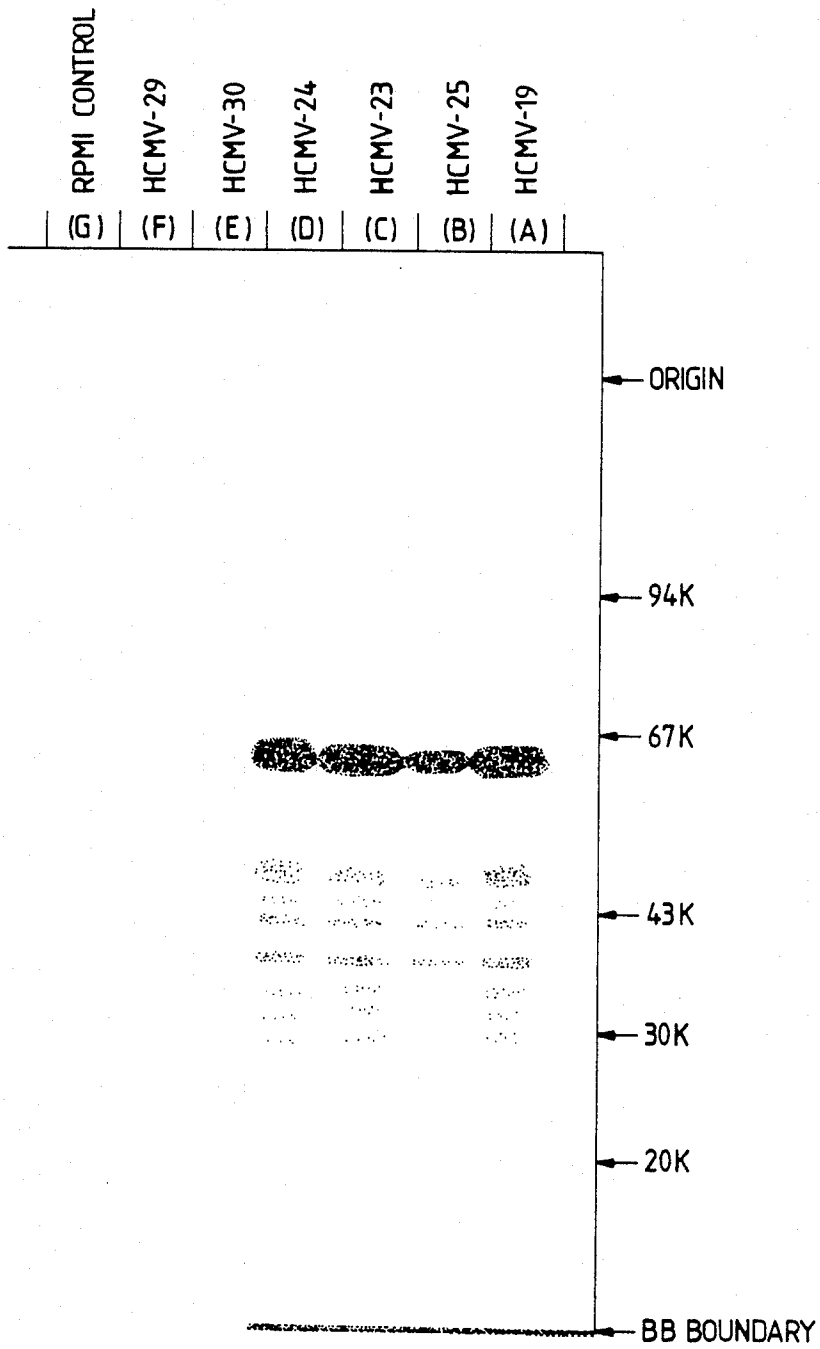 RPMI CONTROL
HCMV-29
HCMV-30
HCMV-24
HCMV-23
HCMV-25
HCMV-19
(G)
(F)
(E)
(D)
(C)
(B)
(A)
ORIGIN
94K
67K
43K
30K
20K
BB BOUNDARY